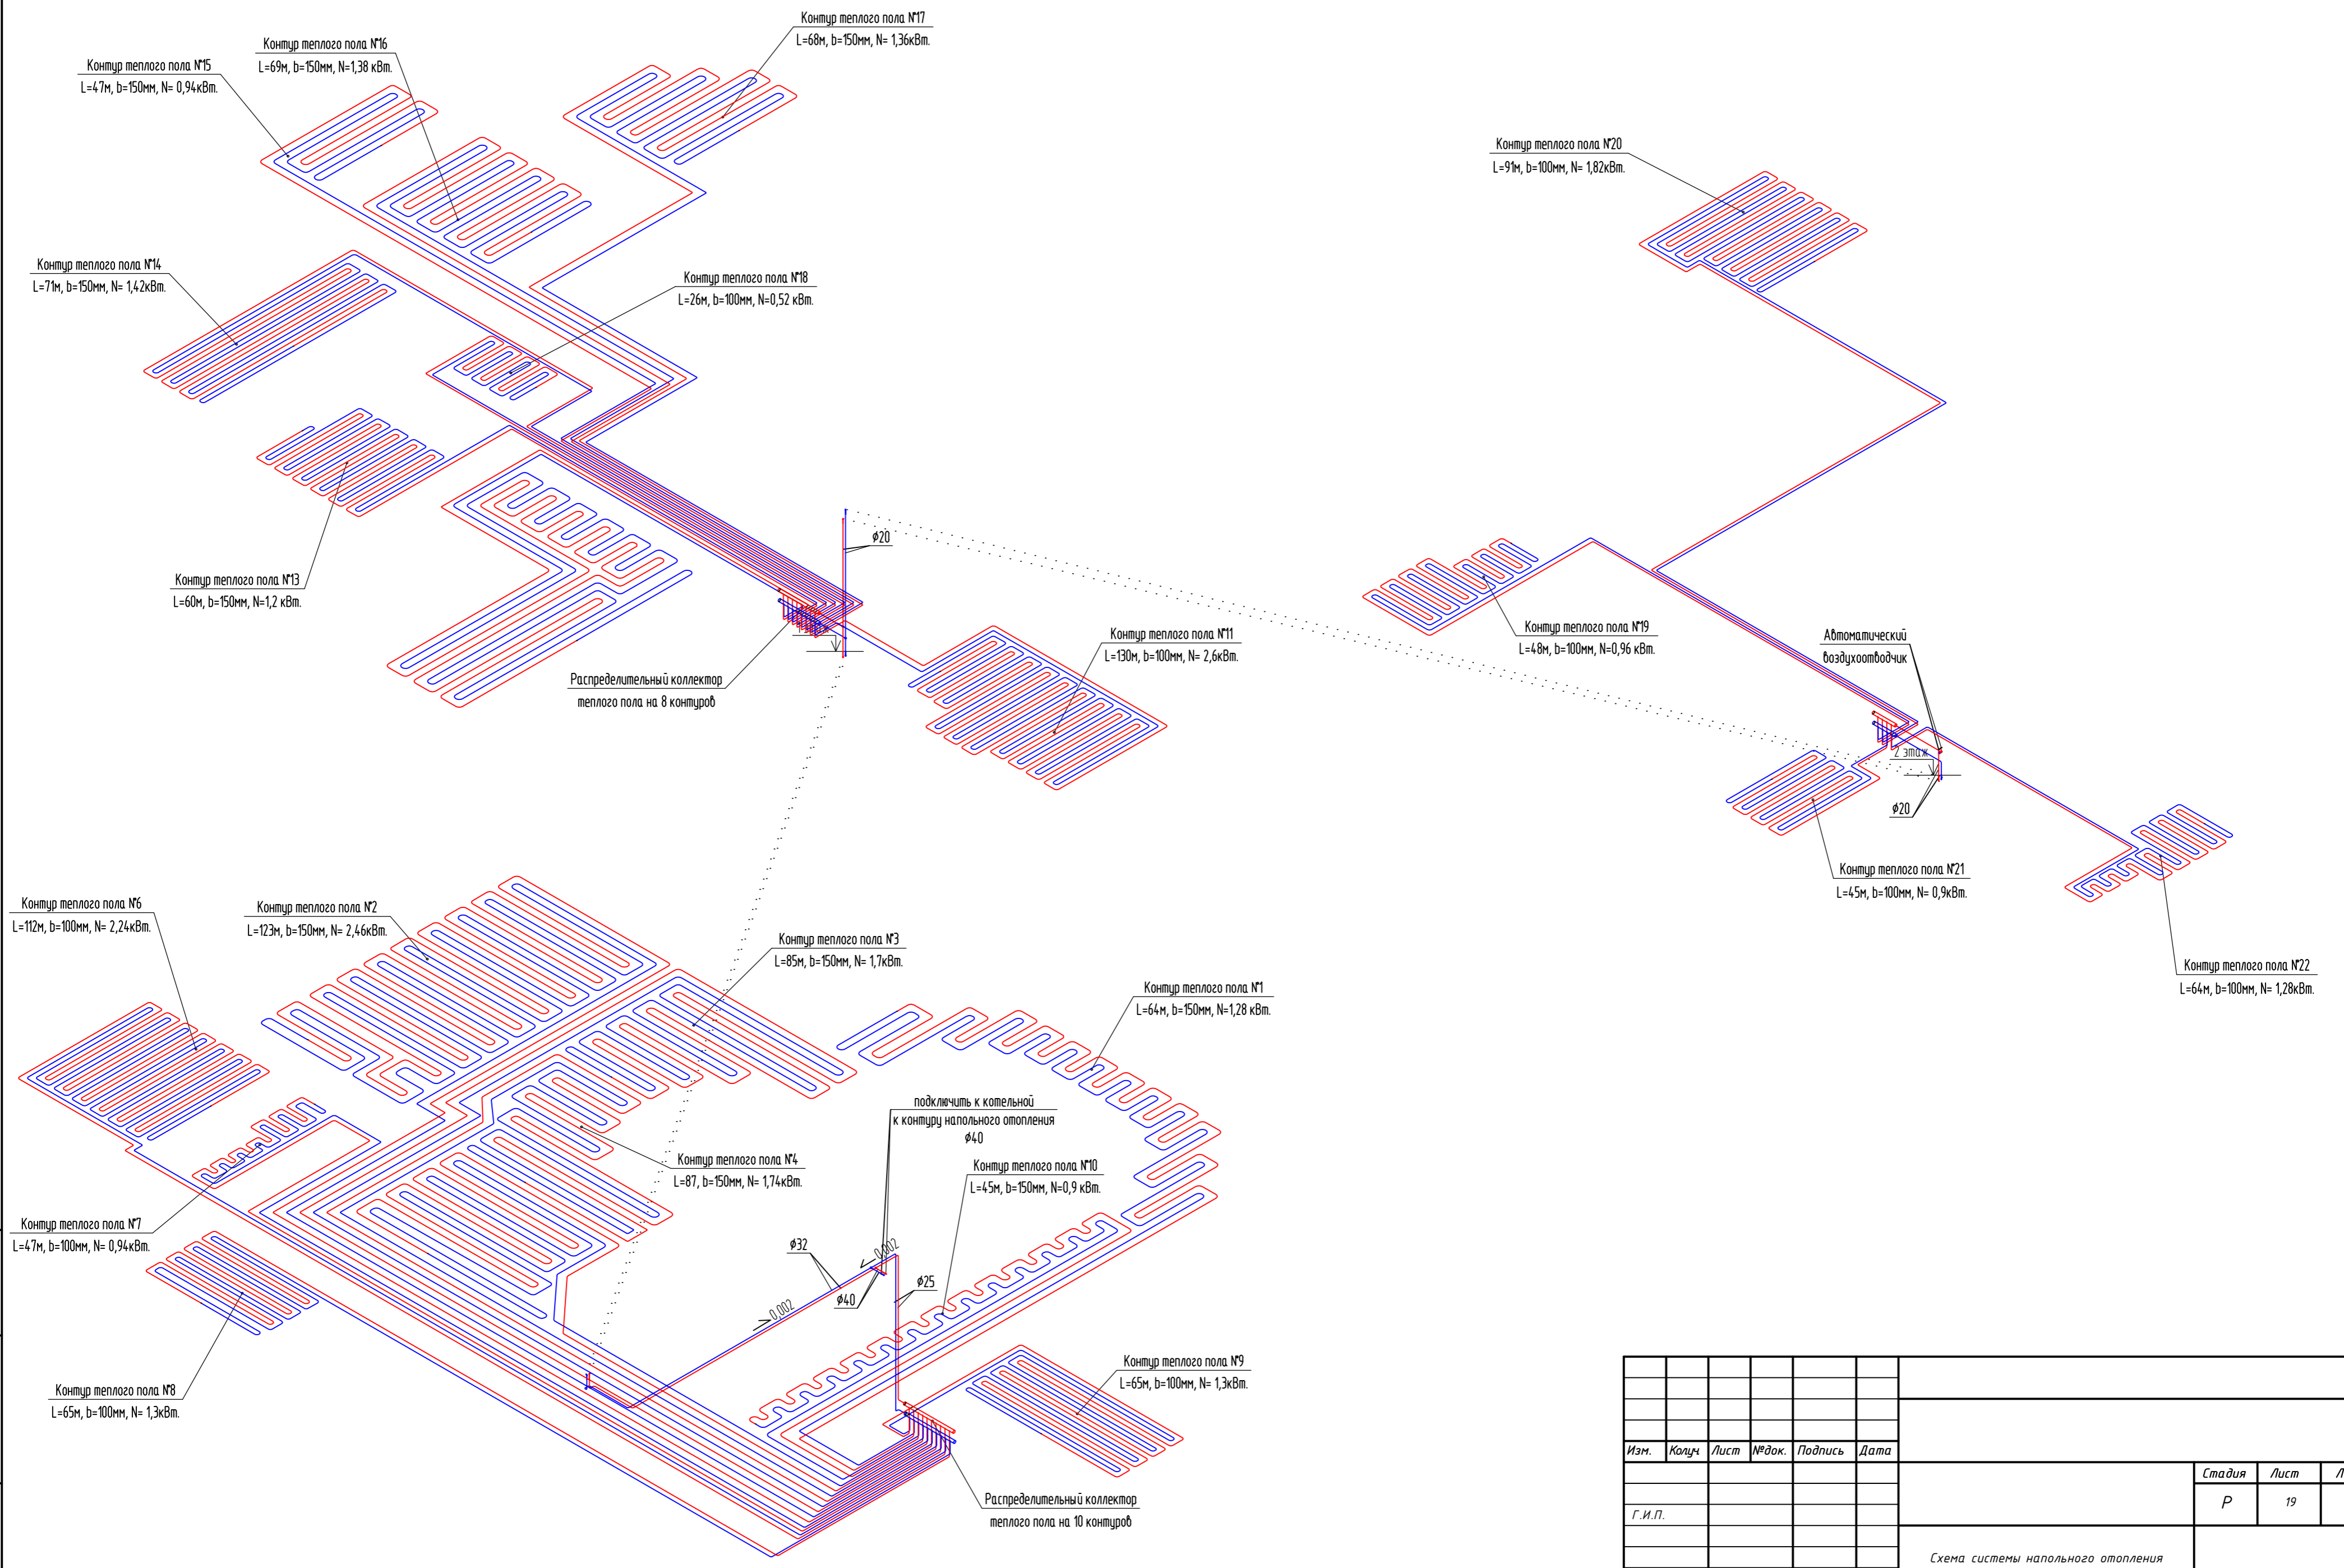 Контур теплого пола №17
L=68м, b=150мм, N= 1,36кВт.
Контур теплого пола №16
L=69м, b=150мм, N=1,38 кВт.
Контур теплого пола №15
L=47м, b=150мм, N= 0,94кВт.
Контур теплого пола №20
L=91м, b=100мм, N= 1,82кВт.
Контур теплого пола №14
L=71м, b=150мм, N= 1,42кВт.
Контур теплого пола №18
L=26м, b=100мм, N=0,52 кВт.
ϕ20
Контур теплого пола №13
L=60м, b=150мм, N=1,2 кВт.
Контур теплого пола №11
L=130м, b=100мм, N= 2,6кВт.
Распределительный коллектор
теплого пола на 8 контуров
Контур теплого пола №19
L=48м, b=100мм, N=0,96 кВт.
Автоматический
воздухоотводчик
2 этаж
ϕ20
Контур теплого пола №21
L=45м, b=100мм, N= 0,9кВт.
Контур теплого пола №22
L=64м, b=100мм, N= 1,28кВт.
Контур теплого пола №6
L=112м, b=100мм, N= 2,24кВт.
Контур теплого пола №2
L=123м, b=150мм, N= 2,46кВт.
Контур теплого пола №3
L=85м, b=150мм, N= 1,7кВт.
Контур теплого пола №1
L=64м, b=150мм, N=1,28 кВт.
подключить к котельной
к контуру напольного отопления
ϕ40
Контур теплого пола №4
L=87, b=150мм, N= 1,74кВт.
Контур теплого пола №10
L=45м, b=150мм, N=0,9 кВт.
Контур теплого пола №7
L=47м, b=100мм, N= 0,94кВт.
ϕ32
0,002
ϕ25
ϕ40
0,002
Контур теплого пола №9
L=65м, b=100мм, N= 1,3кВт.
Контур теплого пола №8
L=65м, b=100мм, N= 1,3кВт.
Распределительный коллектор
теплого пола на 10 контуров
Изм. Колуч Лист №док. Подпись Дата
Стадия Лист
Р 19
Г.И.П.
Схема системы напольного отопления